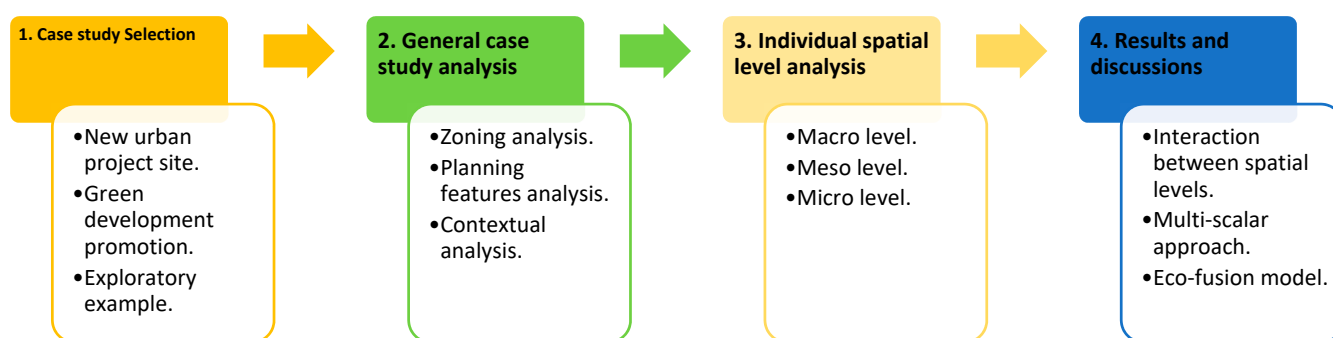 1. Case study Selection
•New urban
project site.
•Green
development
promotion.
•Exploratory
example.
2. General case
study analysis
•Zoning analysis.
•Planning
features analysis.
•Contextual
analysis.
3. Individual spatial
level analysis
•Macro level.
•Meso level.
•Micro level.
4. Results and
discussions
•Interaction
between spatial
levels.
•Multi-scalar
approach.
•Eco-fusion model.